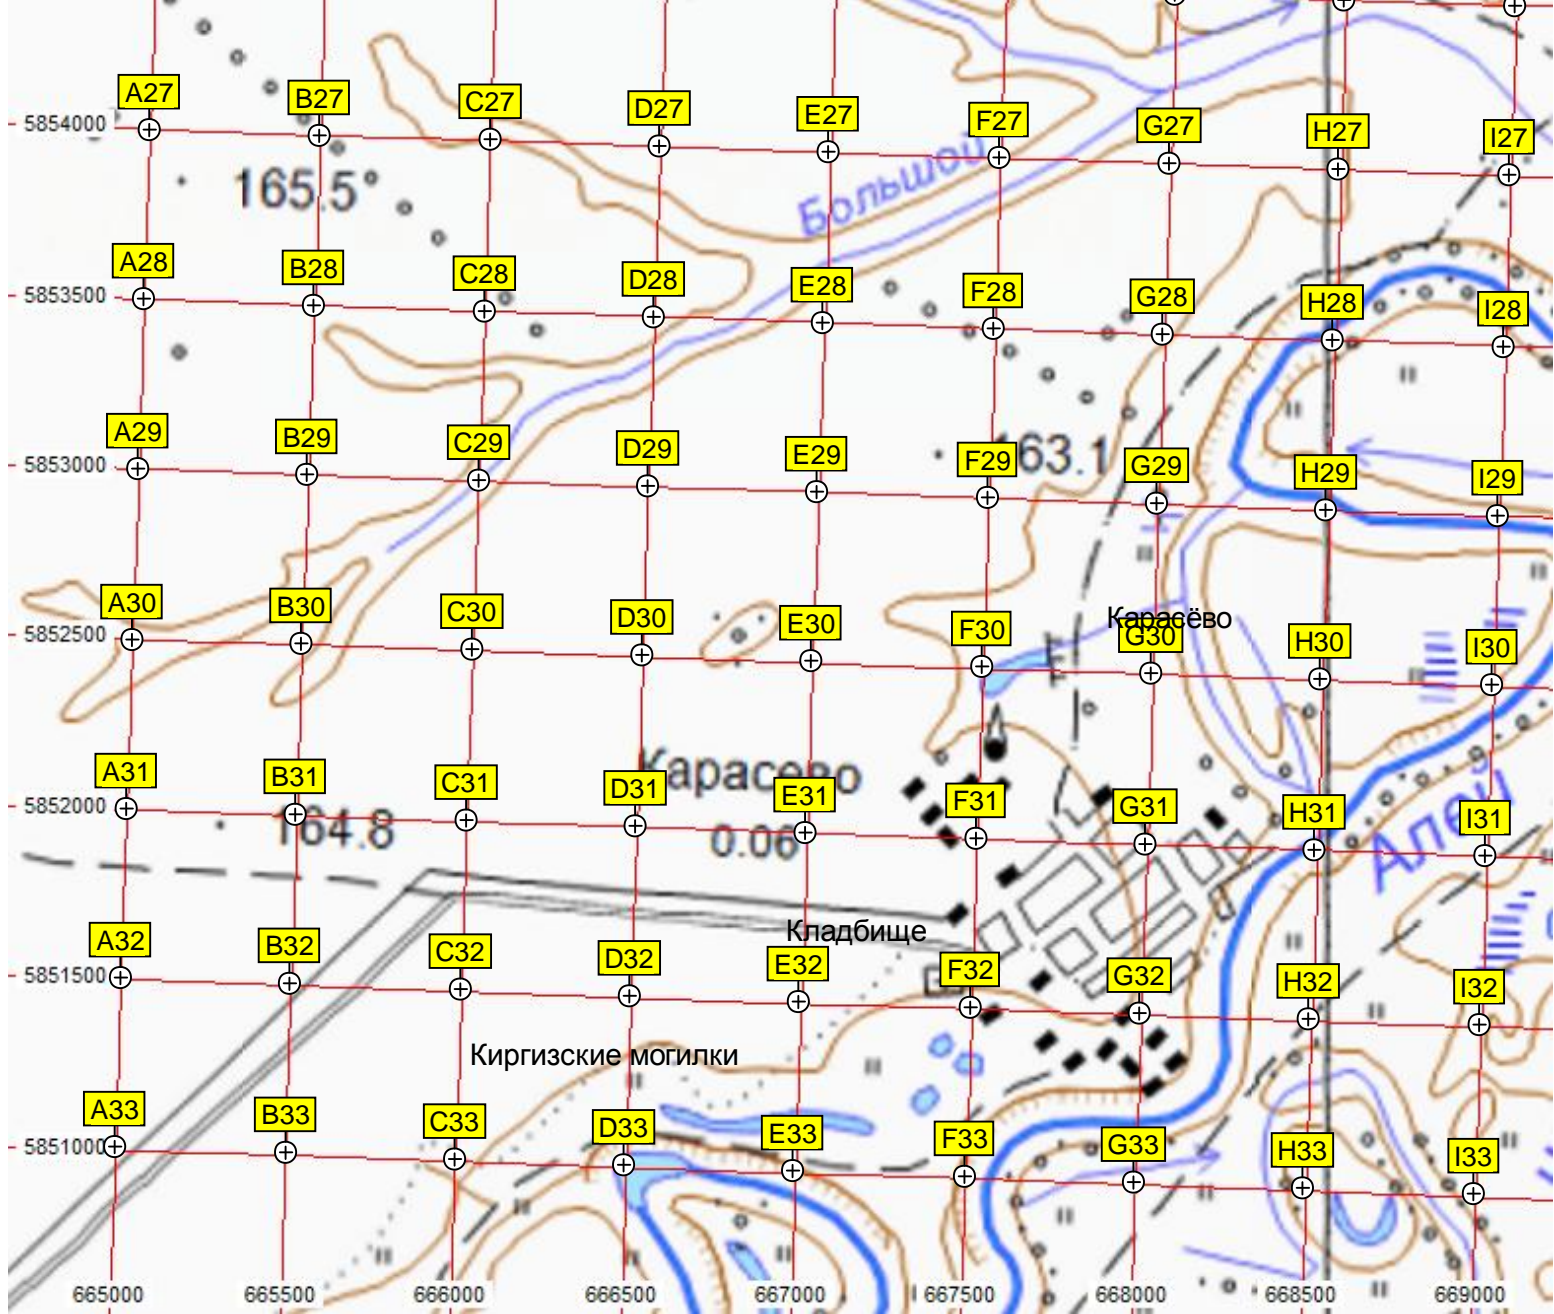 A27 B27 C27 D27 E27 F27 G27 H27 I27
5854000
Большой
165.5
A28 B28 C28 D28 E28 F28 G28 H28 I28
5853500
A29 B29 C29 D29 E29 F29 G29 H29 I29
63.1
5853000
A30 B30 C30 D30 E30 F30 G30 H30 I30
Карасёво
5852500
A31 B31 C31 D31 E31 F31 G31 H31 I31
Карасево
5852000
164.8
0.06
Алей
Кладбище
A32 B32 C32 D32 E32 F32 G32 H32 I32
5851500
Киргизские могилки
A33 B33 C33 D33 E33 F33 G33 H33 I33
5851000
665000 665500 666000 666500 667000 667500 668000 668500 669000